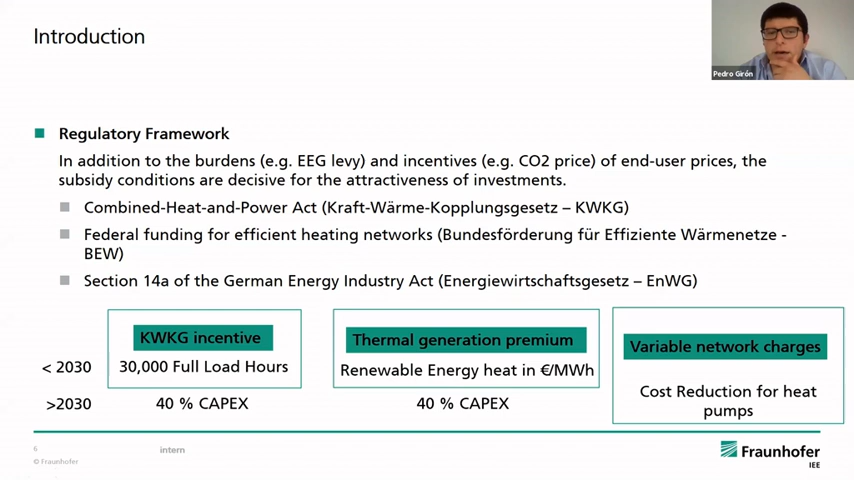 Introduction
Pedro Girón
Regulatory Framework
In addition to the burdens (e.g. EEG levy) and incentives (e.g. CO2 price) of end-user prices, the
subsidy conditions are decisive for the attractiveness of investments.
Combined-Heat-and-Power Act (Kraft-Wärme-Kopplungsgesetz – KWKG)
Federal funding for efficient heating networks (Bundesförderung für Effiziente Wärmenetze -
BEW)
Section 14a of the German Energy Industry Act (Energiewirtschaftsgesetz – EnWG)
KWKG incentive
Thermal generation premium
Variable network charges
< 2030
30,000 Full Load Hours
Renewable Energy heat in €/MWh
Cost Reduction for heat
pumps
>2030
40 % CAPEX
40 % CAPEX
6
intern
© Fraunhofer
Fraunhofer
IEE